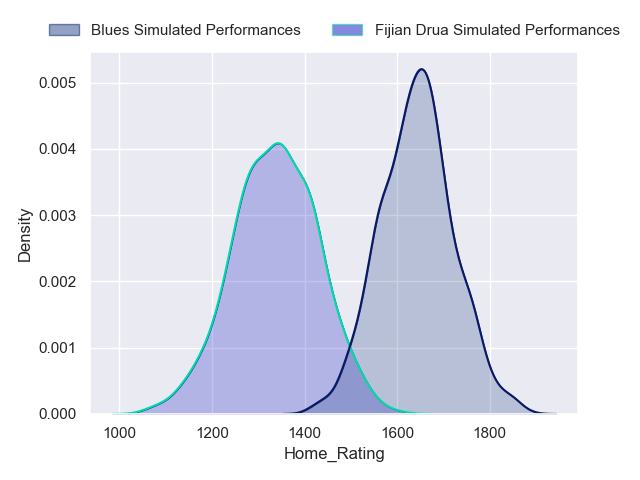 Blues Simulated Performances Fijian Drua Simulated Performances
0.005
0.004
0.003
0.002
0.001
0.000
Density
1000 1200 1400 1600 1800
Home_Rating